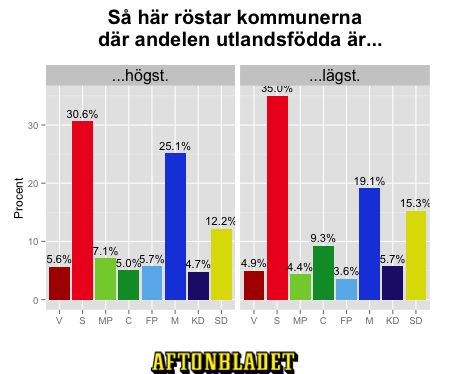 Så här röstar kommunerna
där andelen utlandsfödda är...
...högst.
...lägst.
Procent
30
20
10
0
5.6%
30.6%
7.1%
5.0%
5.7%
25.1%
4.7%
12.2%
4.9%
35.0%
4.4%
9.3%
3.6%
19.1%
5.7%
15.3%
V S MP C FP M KD SD
V S MP C FP M KD SD
AFTONBLADET